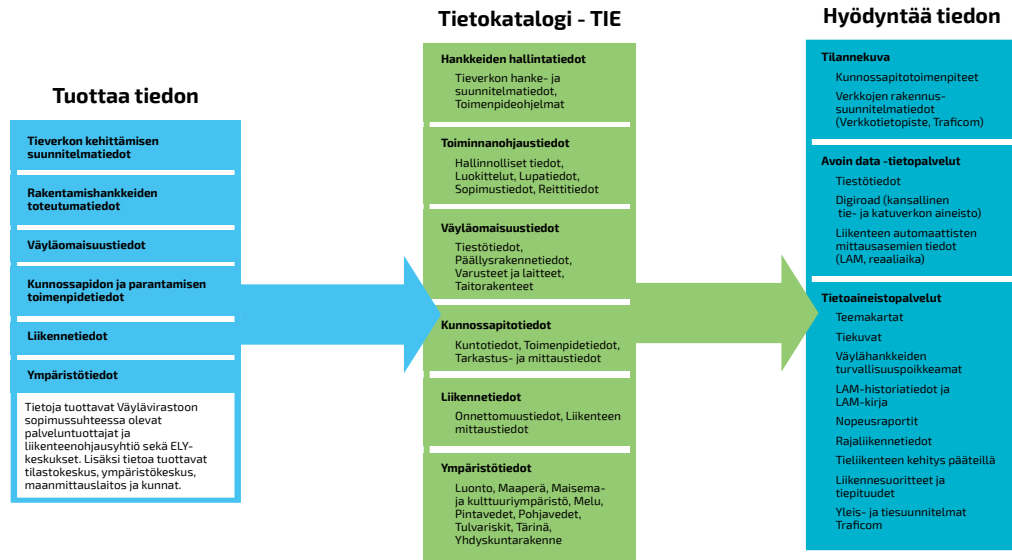 Tuottaa tiedon
Tieverkon kehittämisen
suunnitelmatiedot
Rakentamishankkeiden
toteutumatiedot
Väyläomaisuustiedot
Kunnossapidon ja parantamisen
toimenpidetiedot
Liikennetiedot
Ympäristötiedot
Tietoja tuottavat Väylävirastoon
sopimussuhteessa olevat
palveluntuottajat ja
liikenteenohjausyhtiö sekä ELY-
keskukset. Lisäksi tietoa tuottavat
tilastokeskus, ympäristökeskus,
maanmittauslaitos ja kunnat.
Tietokatalogi - TIE
Hankkeiden hallintatiedot
Tieverkon hanke- ja
suunnitelmatiedot,
Toimenpideohjelmat
Toiminnanohjaustiedot
Hallinnolliset tiedot,
Luokittelut, Lupatiedot,
Sopimustiedot, Reittitiedot
Väyläomaisuustiedot
Tiestötiedot,
Päällysrakennetiedot,
Varusteet ja laitteet,
Taitorakenteet
Kunnossapitotiedot
Kuntotiedot, Toimenpidetiedot,
Tarkastus- ja mittaustiedot
Liikennetiedot
Onnettomuustiedot, Liikenteen
mittaustiedot
Ympäristötiedot
Luonto, Maaperä, Maisema-
ja kulttuuriympäristö, Melu,
Pintavedet, Pohjavedet,
Tulvariskit, Tärinä,
Yhdyskuntarakenne
Hyödyntää tiedon
Tilannekuva
Kunnossapitotoimenpiteet
Verkkojen rakennus-
suunnitelmatiedot
(Verkkotietopiste, Traficom)
Avoin data -tietopalvelut
Tiestötiedot
Digiroad (kansallinen
tie- ja katuverkon aineisto)
Liikenteen automaattisten
mittausasemien tiedot
(LAM, reaaliaika)
Tietoaineistopalvelut
Teemakartat
Tiekuvat
Väylähankkeiden
turvallisuuspoikkeamat
LAM-historiatiedot ja
LAM-kirja
Nopeusraportit
Rajaliikennetiedot
Tieliikenteen kehitys pääteillä
Liikennesuoritteet ja
tiepituudet
Yleis- ja tiesuunnitelmat
Traficom